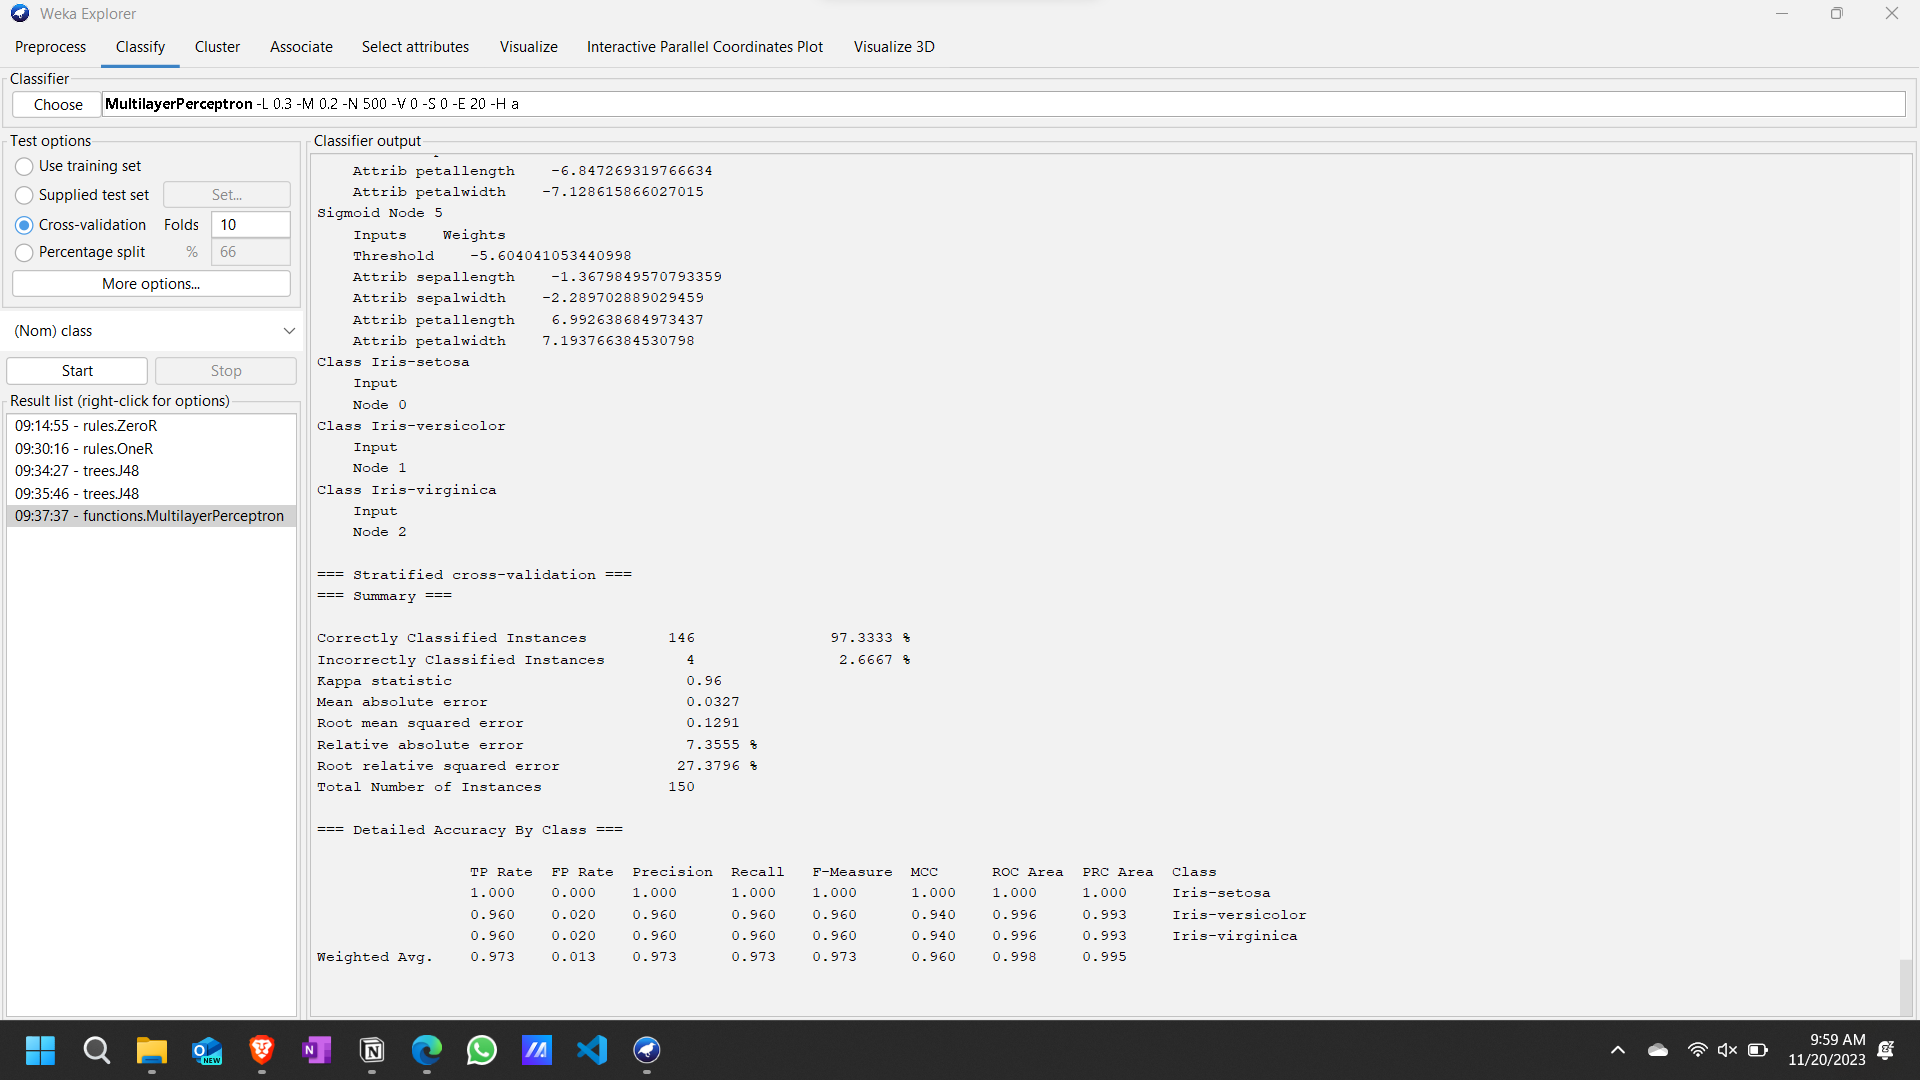 Weka Explorer
Preprocess Classify Cluster Associate Select attributes Visualize Interactive Parallel Coordinates Plot Visualize 3D
Classifier
Choose MultilayerPerceptron -L 0.3 -M 0.2 -N 500 -V 0 -S 0 -E 20 -H a
Test options
Use training set
Supplied test set Set...
Cross-validation Folds 10
Percentage split % 66
More options...
(Nom) class
Start Stop
Result list (right-click for options)
09:14:55 - rules.ZeroR
09:30:16 - rules.OneR
09:34:27 - trees.J48
09:35:46 - trees.J48
09:37:37 - functions.MultilayerPerceptron
Classifier output
Attrib petallength -6.847269319766634
Attrib petalwidth -7.128615866027015
Sigmoid Node 5
Inputs Weights
Threshold -5.604041053440998
Attrib sepallength -1.3679849570793359
Attrib sepalwidth -2.289702889029459
Attrib petallength 6.992638684973437
Attrib petalwidth 7.193766384530798
Class Iris-setosa
Input
Node 0
Class Iris-versicolor
Input
Node 1
Class Iris-virginica
Input
Node 2
=== Stratified cross-validation ===
=== Summary ===
Correctly Classified Instances 146 97.3333 %
Incorrectly Classified Instances 4 2.6667 %
Kappa statistic 0.96
Mean absolute error 0.0327
Root mean squared error 0.1291
Relative absolute error 7.3555 %
Root relative squared error 27.3796 %
Total Number of Instances 150
=== Detailed Accuracy By Class ===
TP Rate FP Rate Precision Recall F-Measure MCC ROC Area PRC Area Class
1.000 0.000 1.000 1.000 1.000 1.000 1.000 1.000 Iris-setosa
0.960 0.020 0.960 0.960 0.960 0.940 0.996 0.993 Iris-versicolor
0.960 0.020 0.960 0.960 0.960 0.940 0.996 0.993 Iris-virginica
Weighted Avg. 0.973 0.013 0.973 0.973 0.973 0.960 0.998 0.995
NEW
9:59 AM
11/20/2023